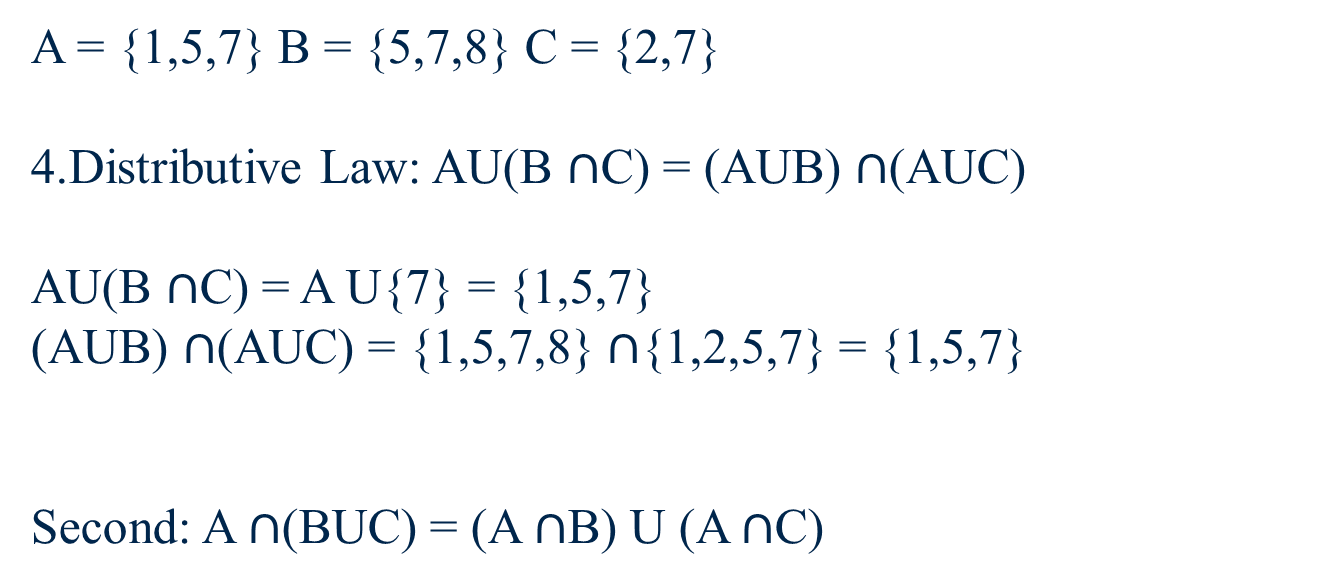 A = {1,5,7} B = {5,7,8} C = {2,7}
4.Distributive Law: AU(B ∩C) = (AUB) ∩(AUC)
AU(B ∩C) = A U{7} = {1,5,7}
(AUB) ∩(AUC) = {1,5,7,8} ∩{1,2,5,7} = {1,5,7}
Second: A ∩(BUC) = (A ∩B) U (A ∩C)